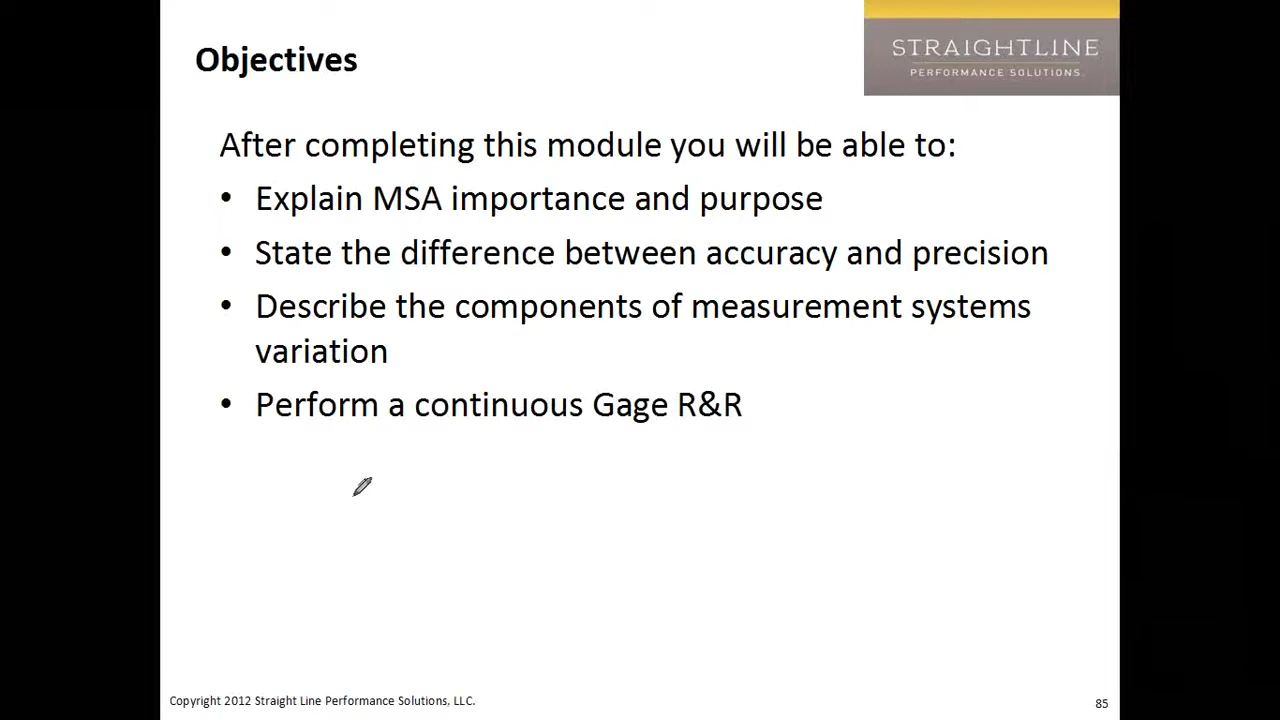 Objectives
STRAIGHTLINE
PERFORMANCE SOLUTIONS.
After completing this module you will be able to:
• Explain MSA importance and purpose
• State the difference between accuracy and precision
• Describe the components of measurement systems
variation
• Perform a continuous Gage R&R
Copyright 2012 Straight Line Performance Solutions, LLC.
85